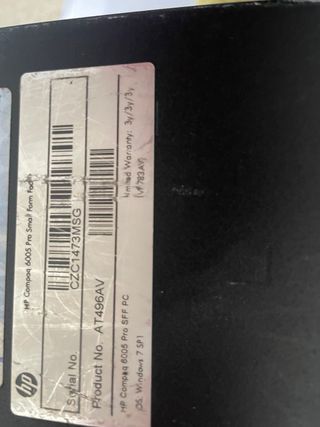 HP Compaq 6005 Pro Small Form Factor
hp
Serial No.
CZC1473MSG
Product No. AT496AV
HP Compaq 6005 Pro SFF PC
Limited Warranty: 3y/3y/3y
OS: Windows 7 SP1